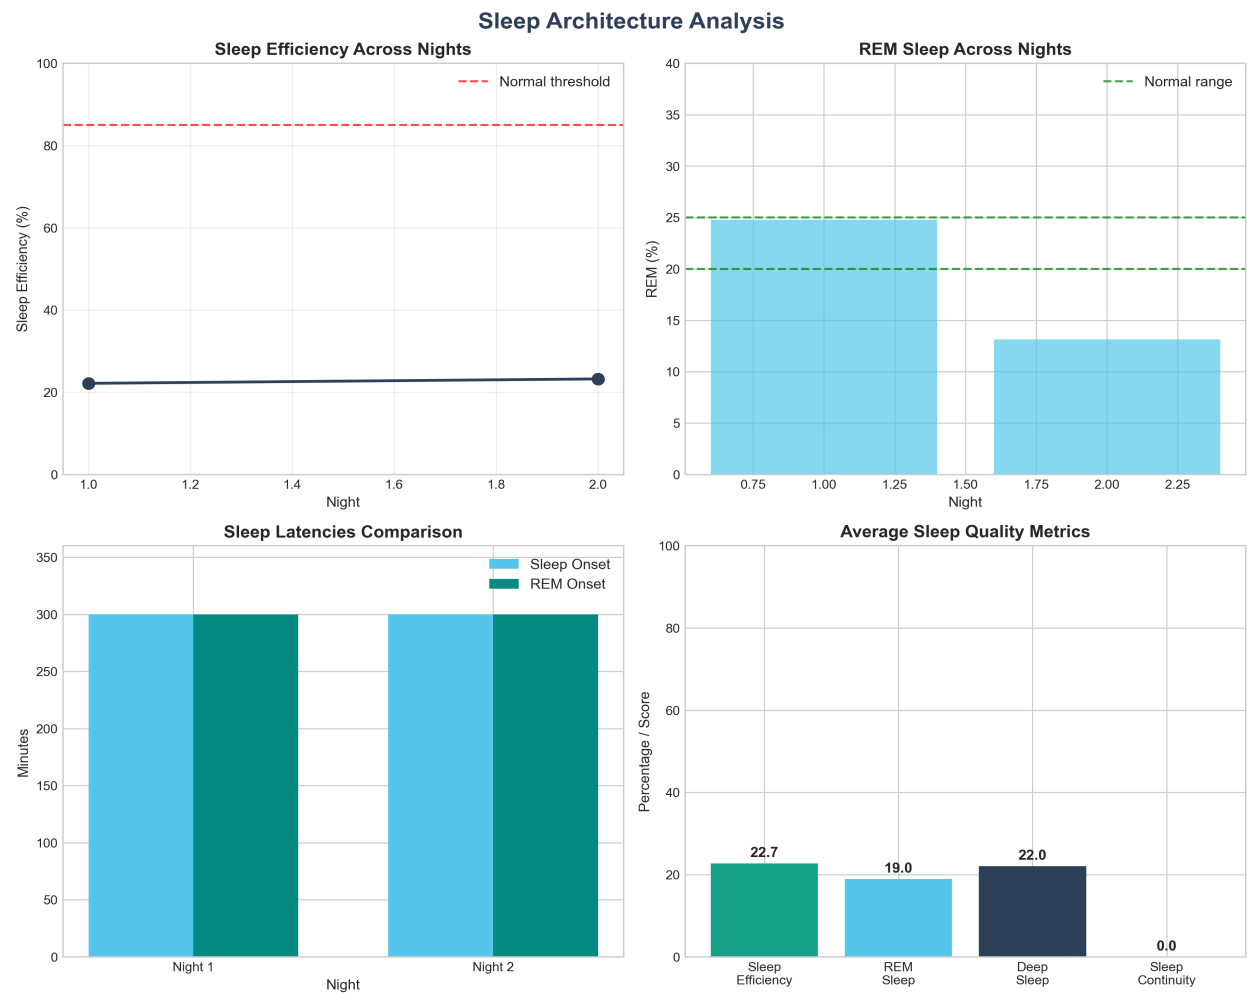 Sleep Architecture Analysis
Sleep Efficiency Across Nights
100
80
60
40
20
0
Sleep Efficiency (%)
Normal threshold
1.0 1.2 1.4 1.6 1.8 2.0
Night
REM Sleep Across Nights
40
35
30
25
20
15
10
5
0
REM (%)
Normal range
0.75 1.00 1.25 1.50 1.75 2.00 2.25
Night
Sleep Latencies Comparison
350
300
250
200
150
100
50
0
Minutes
Sleep Onset
REM Onset
Night 1 Night 2
Night
Average Sleep Quality Metrics
100
80
60
40
20
0
Percentage / Score
22.7
19.0
22.0
0.0
Sleep
Efficiency
REM
Sleep
Deep
Sleep
Sleep
Continuity